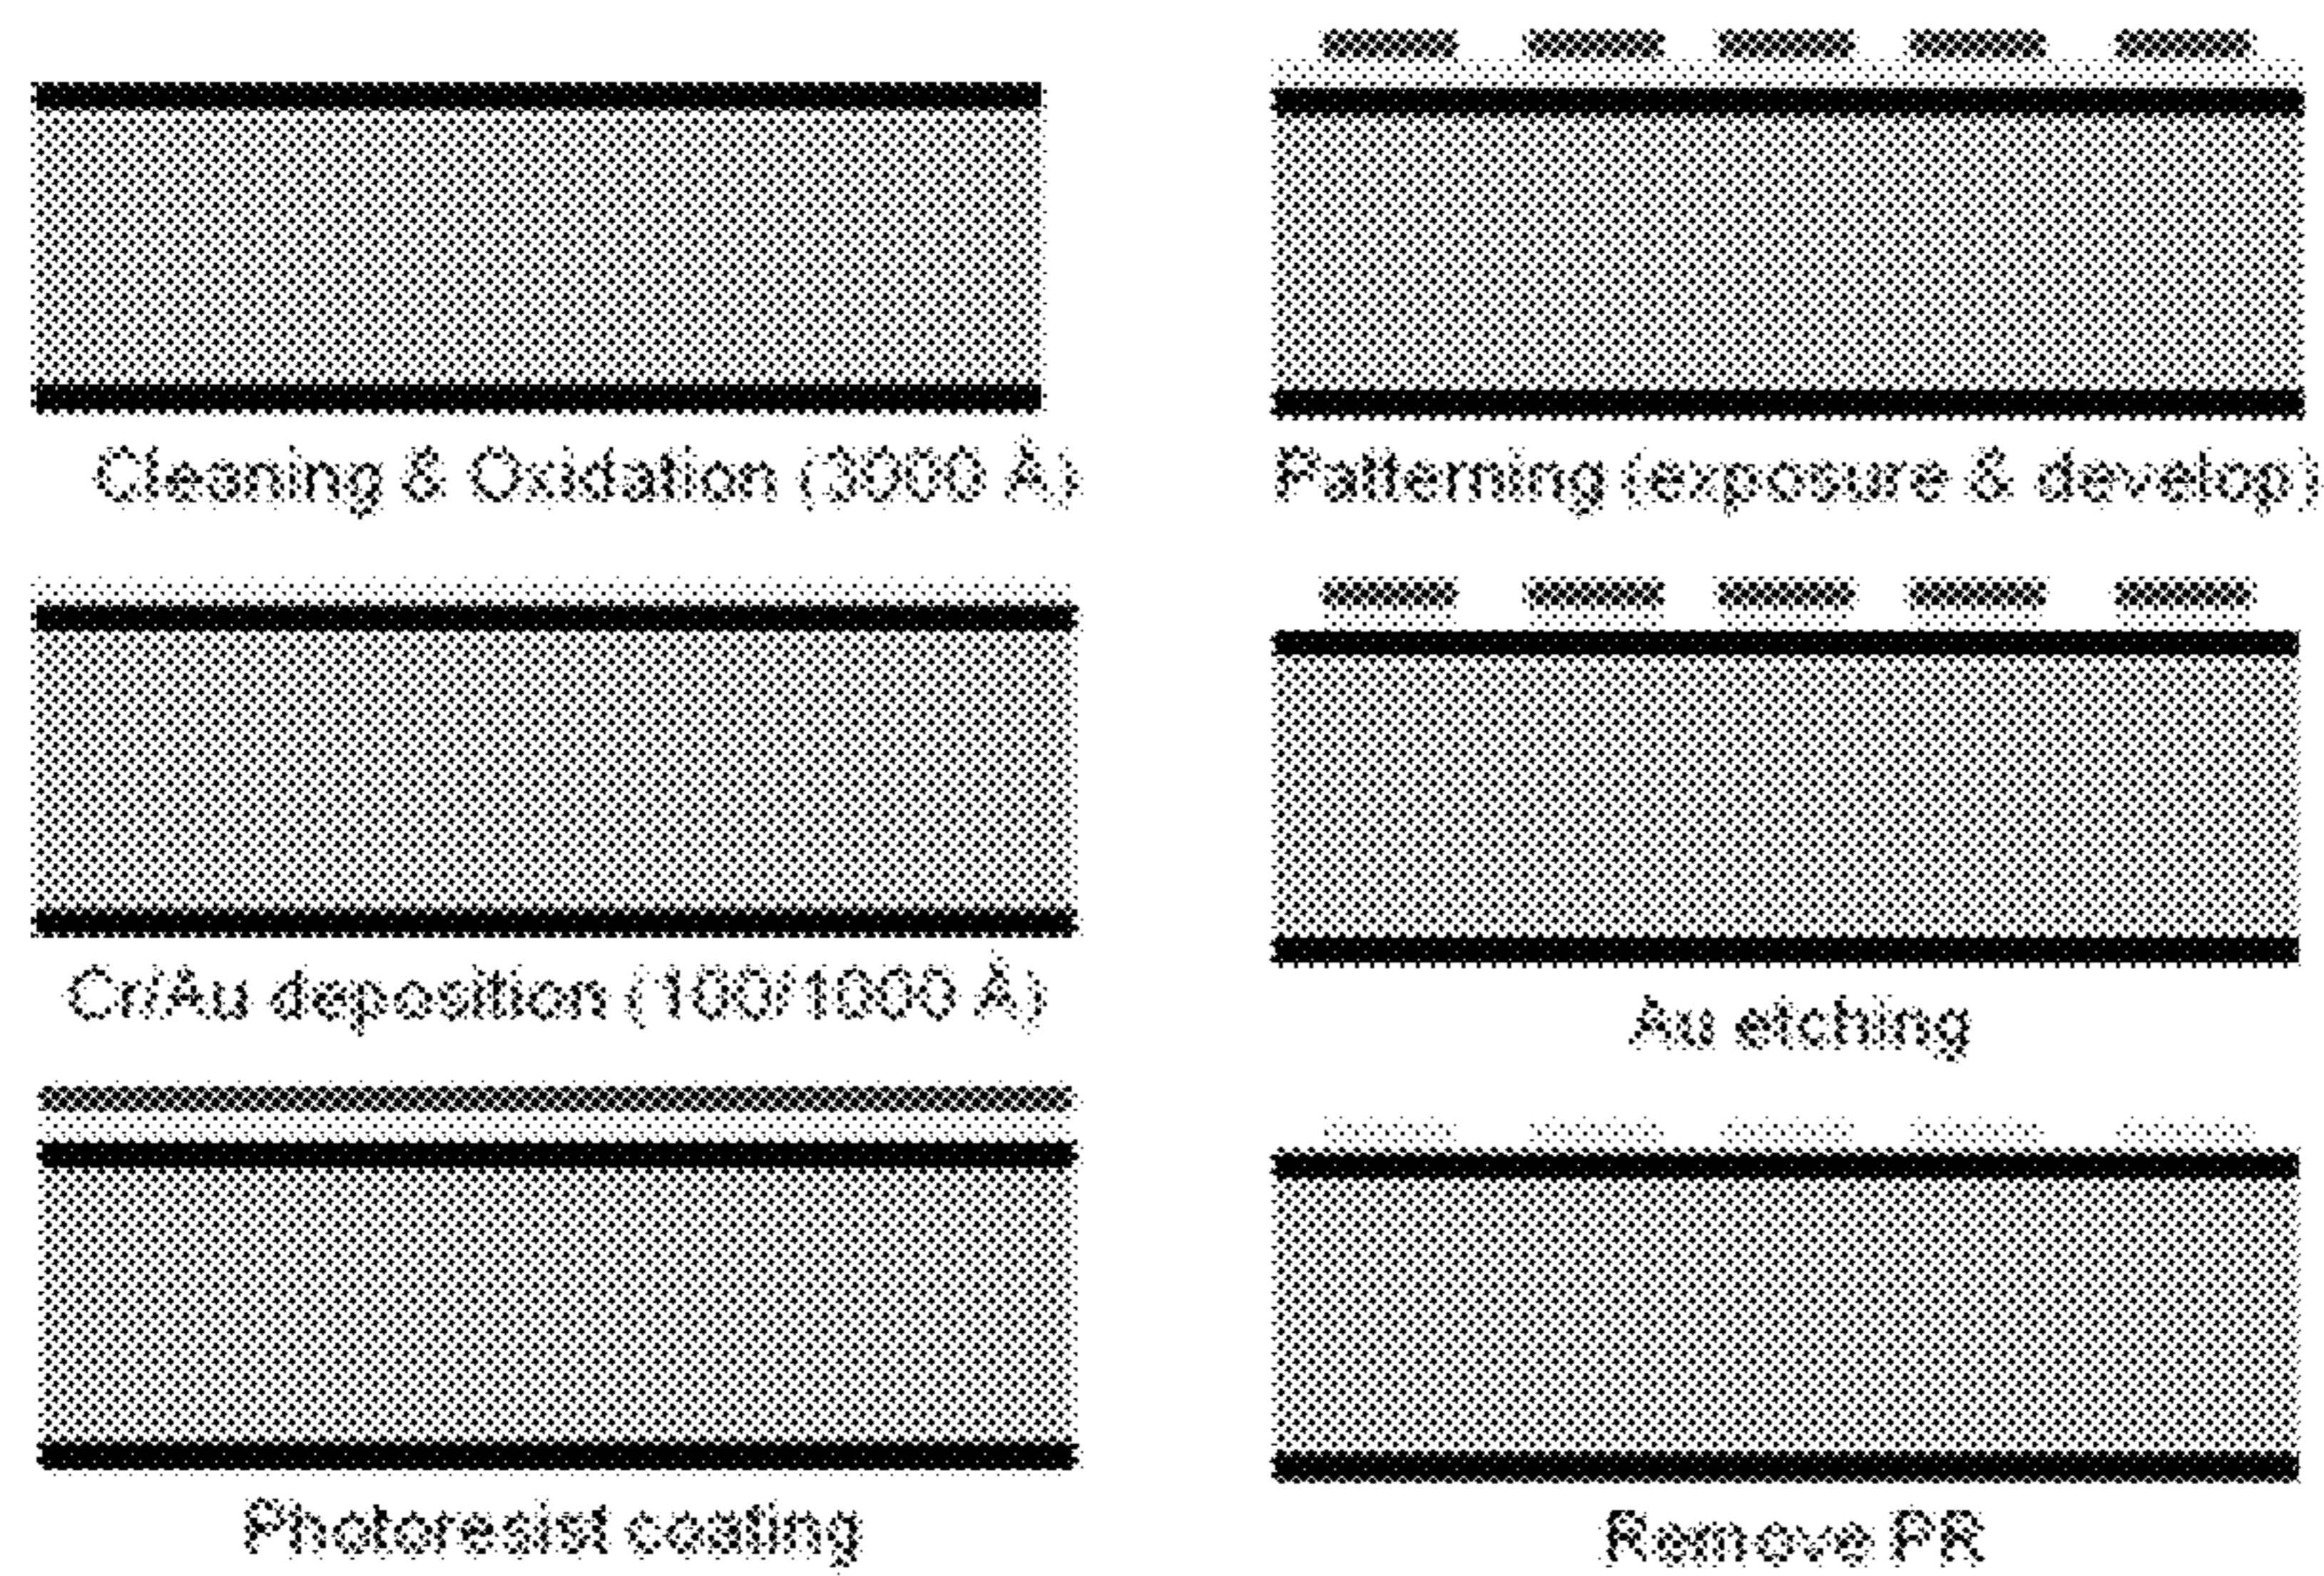 Cleaning & Oxidation (3000 Å)
Cr/Au deposition (100/1000 Å)
Photoresist coating
Patterning (exposure & develop)
Au etching
Remove PR